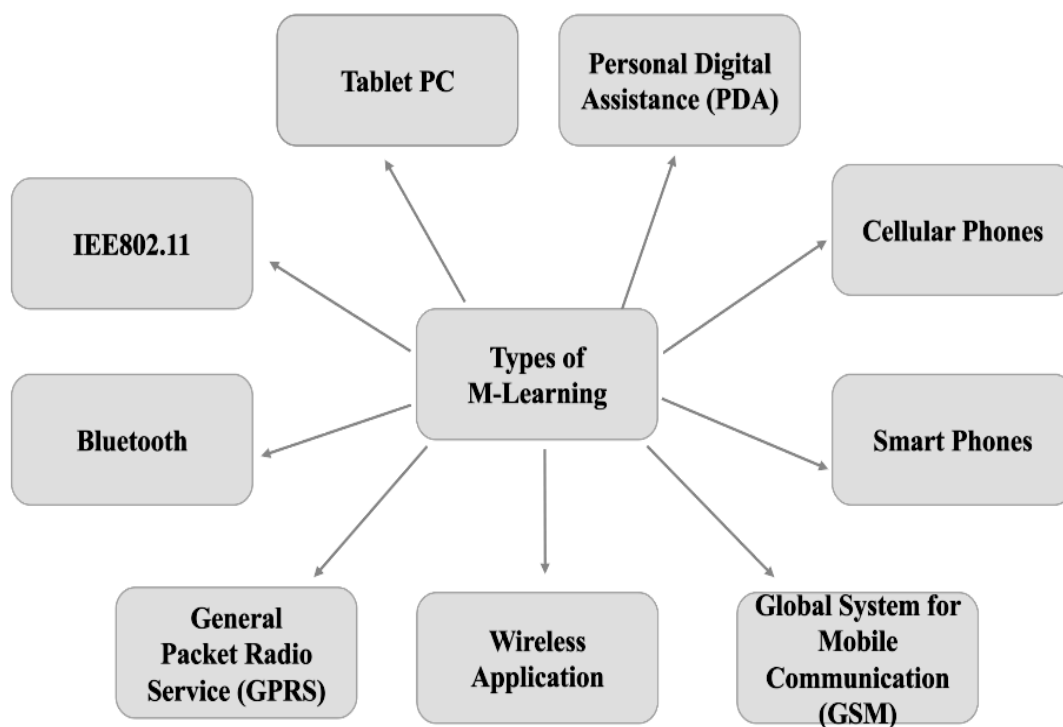 Tablet PC
Personal Digital
Assistance (PDA)
IEE802.11
Cellular Phones
Types of
M-Learning
Bluetooth
Smart Phones
General
Packet Radio
Service (GPRS)
Wireless
Application
Global System for
Mobile
Communication
(GSM)